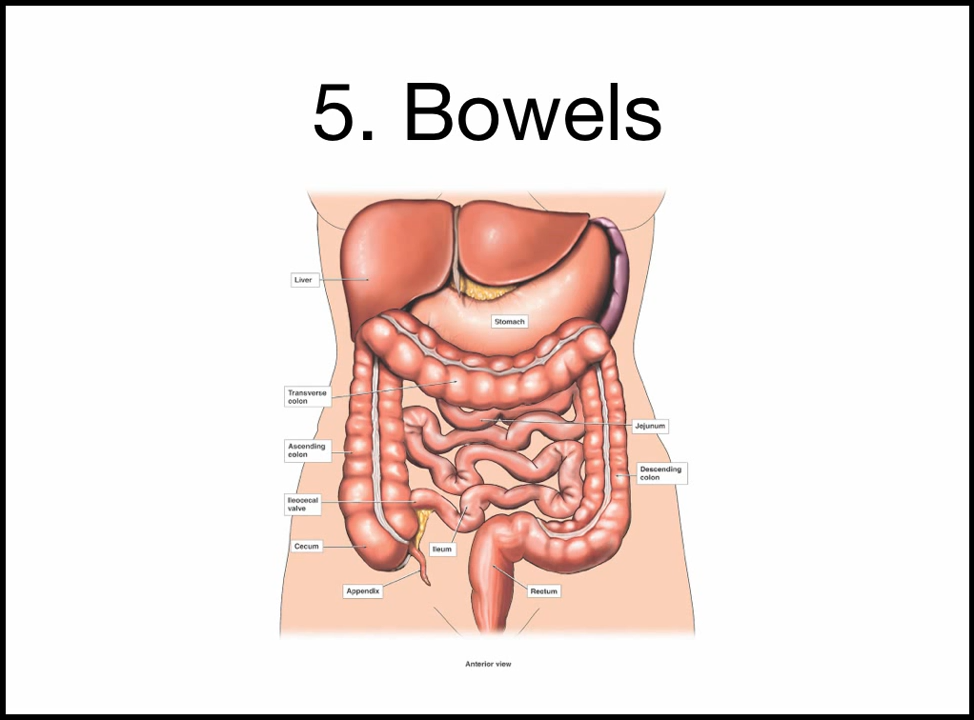 5. Bowels
Liver
Stomach
Transverse
colon
Jejunum
Ascending
colon
Descending
colon
Ileocecal
valve
Cecum
Ileum
Appendix
Rectum
Anterior view